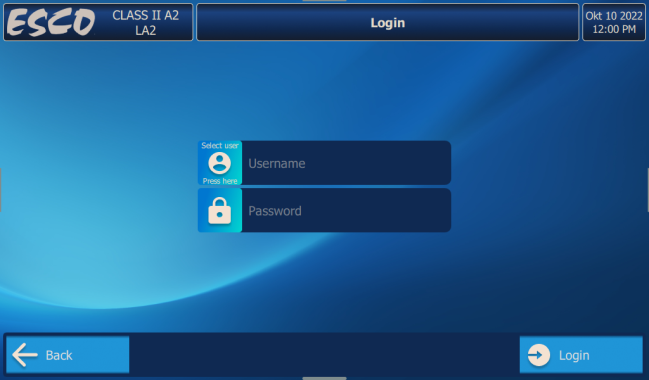 ESCO
CLASS II A2
LA2
Login
Okt 10 2022
12:00 PM
Select user
Press here
Username
Password
Back
Login